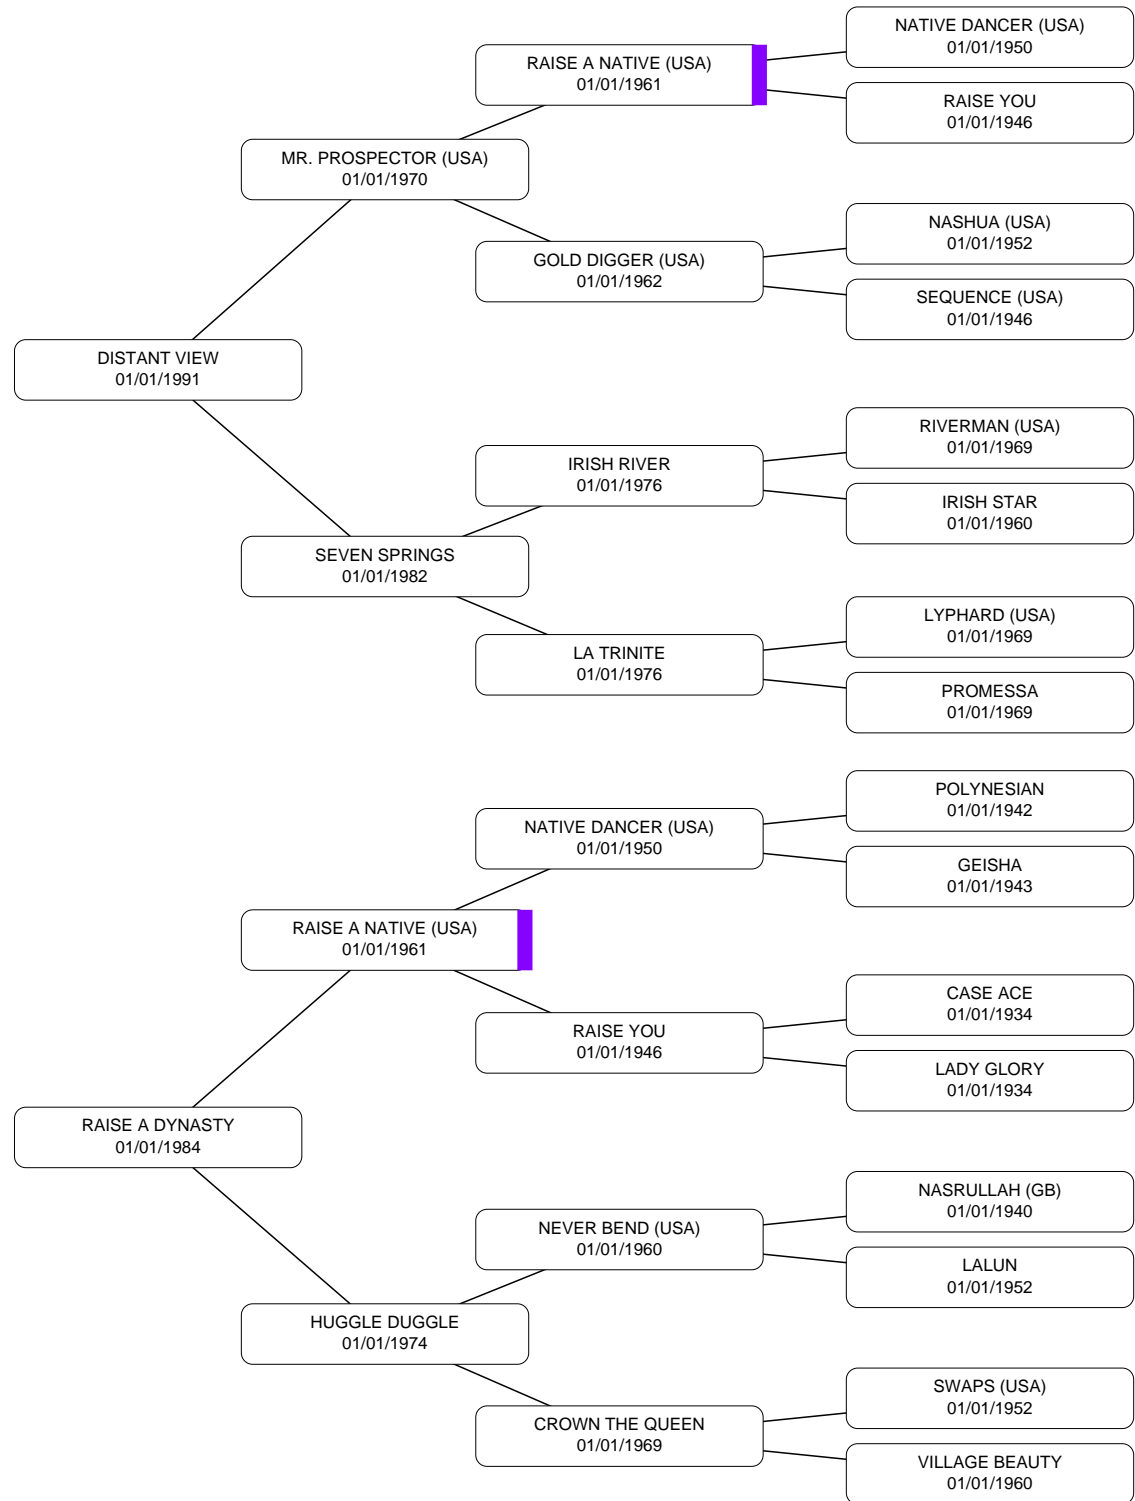 NATIVE DANCER (USA)
01/01/1950
RAISE A NATIVE (USA)
01/01/1961
RAISE YOU
01/01/1946
MR. PROSPECTOR (USA)
01/01/1970
NASHUA (USA)
01/01/1952
GOLD DIGGER (USA)
01/01/1962
SEQUENCE (USA)
01/01/1946
DISTANT VIEW
01/01/1991
RIVERMAN (USA)
01/01/1969
IRISH RIVER
01/01/1976
IRISH STAR
01/01/1960
SEVEN SPRINGS
01/01/1982
LYPHARD (USA)
01/01/1969
LA TRINITE
01/01/1976
PROMESSA
01/01/1969
POLYNESIAN
01/01/1942
NATIVE DANCER (USA)
01/01/1950
GEISHA
01/01/1943
RAISE A NATIVE (USA)
01/01/1961
CASE ACE
01/01/1934
RAISE YOU
01/01/1946
LADY GLORY
01/01/1934
RAISE A DYNASTY
01/01/1984
NASRULLAH (GB)
01/01/1940
NEVER BEND (USA)
01/01/1960
LALUN
01/01/1952
HUGGLE DUGGLE
01/01/1974
SWAPS (USA)
01/01/1952
CROWN THE QUEEN
01/01/1969
VILLAGE BEAUTY
01/01/1960